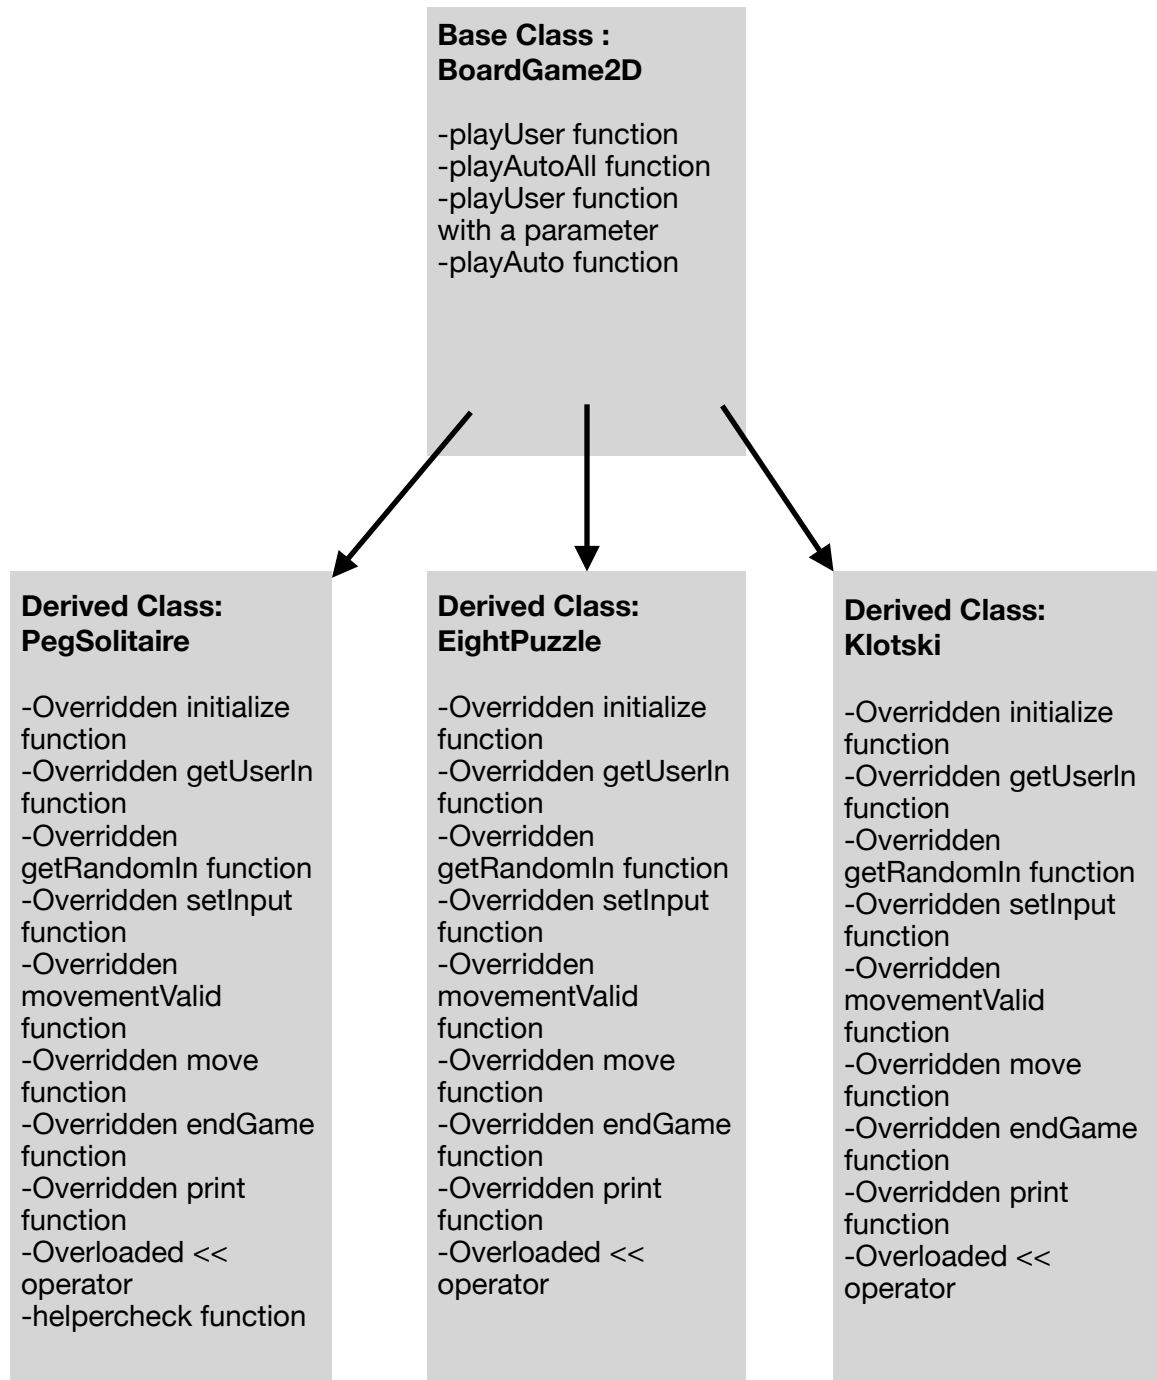 Base Class :
BoardGame2D
-playUser function
-playAutoAll function
-playUser function
with a parameter
-playAuto function
Derived Class:
PegSolitaire
-Overridden initialize
function
-Overridden getUserIn
function
-Overridden
getRandomIn function
-Overridden setInput
function
-Overridden
movementValid
function
-Overridden move
function
-Overridden endGame
function
-Overridden print
function
-Overloaded <<
operator
-helpercheck function
Derived Class:
EightPuzzle
-Overridden initialize
function
-Overridden getUserIn
function
-Overridden
getRandomIn function
-Overridden setInput
function
-Overridden
movementValid
function
-Overridden move
function
-Overridden endGame
function
-Overridden print
function
-Overloaded <<
operator
Derived Class:
Klotski
-Overridden initialize
function
-Overridden getUserIn
function
-Overridden
getRandomIn function
-Overridden setInput
function
-Overridden
movementValid
function
-Overridden move
function
-Overridden endGame
function
-Overridden print
function
-Overloaded <<
operator